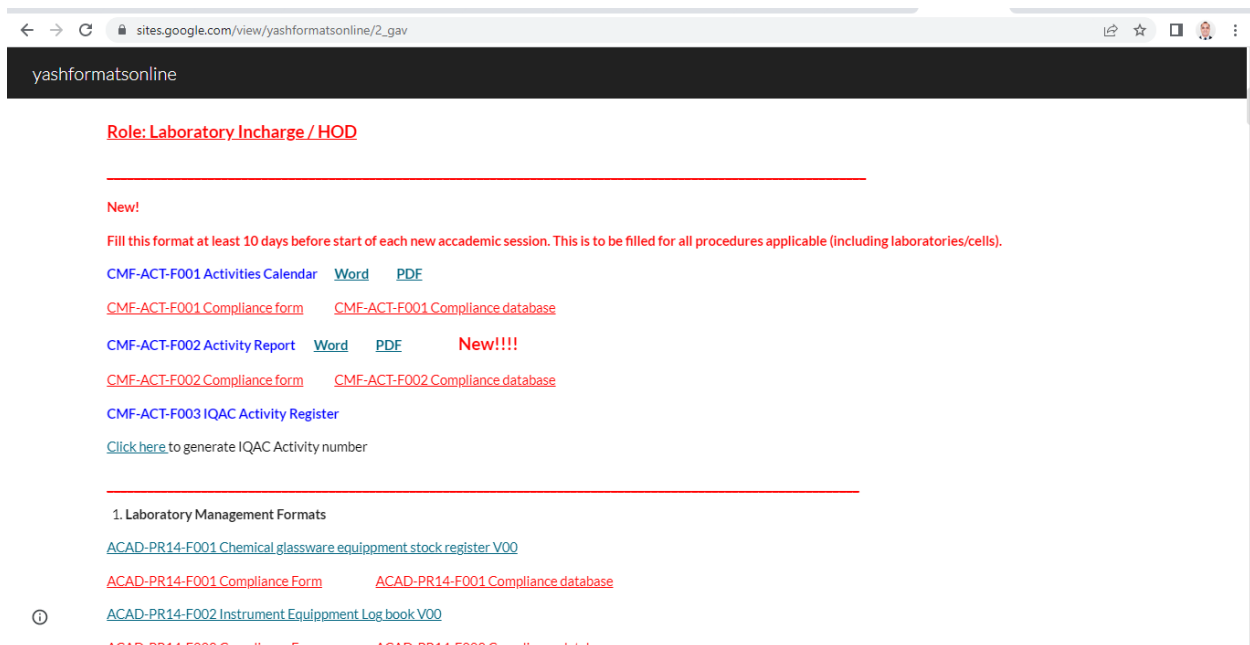 sites.google.com/view/yashformatsonline/2_gav
yashformatsonline
Role: Laboratory Incharge / HOD
New!
Fill this format at least 10 days before start of each new accademic session. This is to be filled for all procedures applicable (including laboratories/cells).
CMF-ACT-F001 Activities Calendar Word PDF
CMF-ACT-F001 Compliance form CMF-ACT-F001 Compliance database
CMF-ACT-F002 Activity Report Word PDF New!!!!
CMF-ACT-F002 Compliance form CMF-ACT-F002 Compliance database
CMF-ACT-F003 IQAC Activity Register
Click here to generate IQAC Activity number
1. Laboratory Management Formats
ACAD-PR14-F001 Chemical glassware equippment stock register V00
ACAD-PR14-F001 Compliance Form ACAD-PR14-F001 Compliance database
ACAD-PR14-F002 Instrument Equippment Log book V00